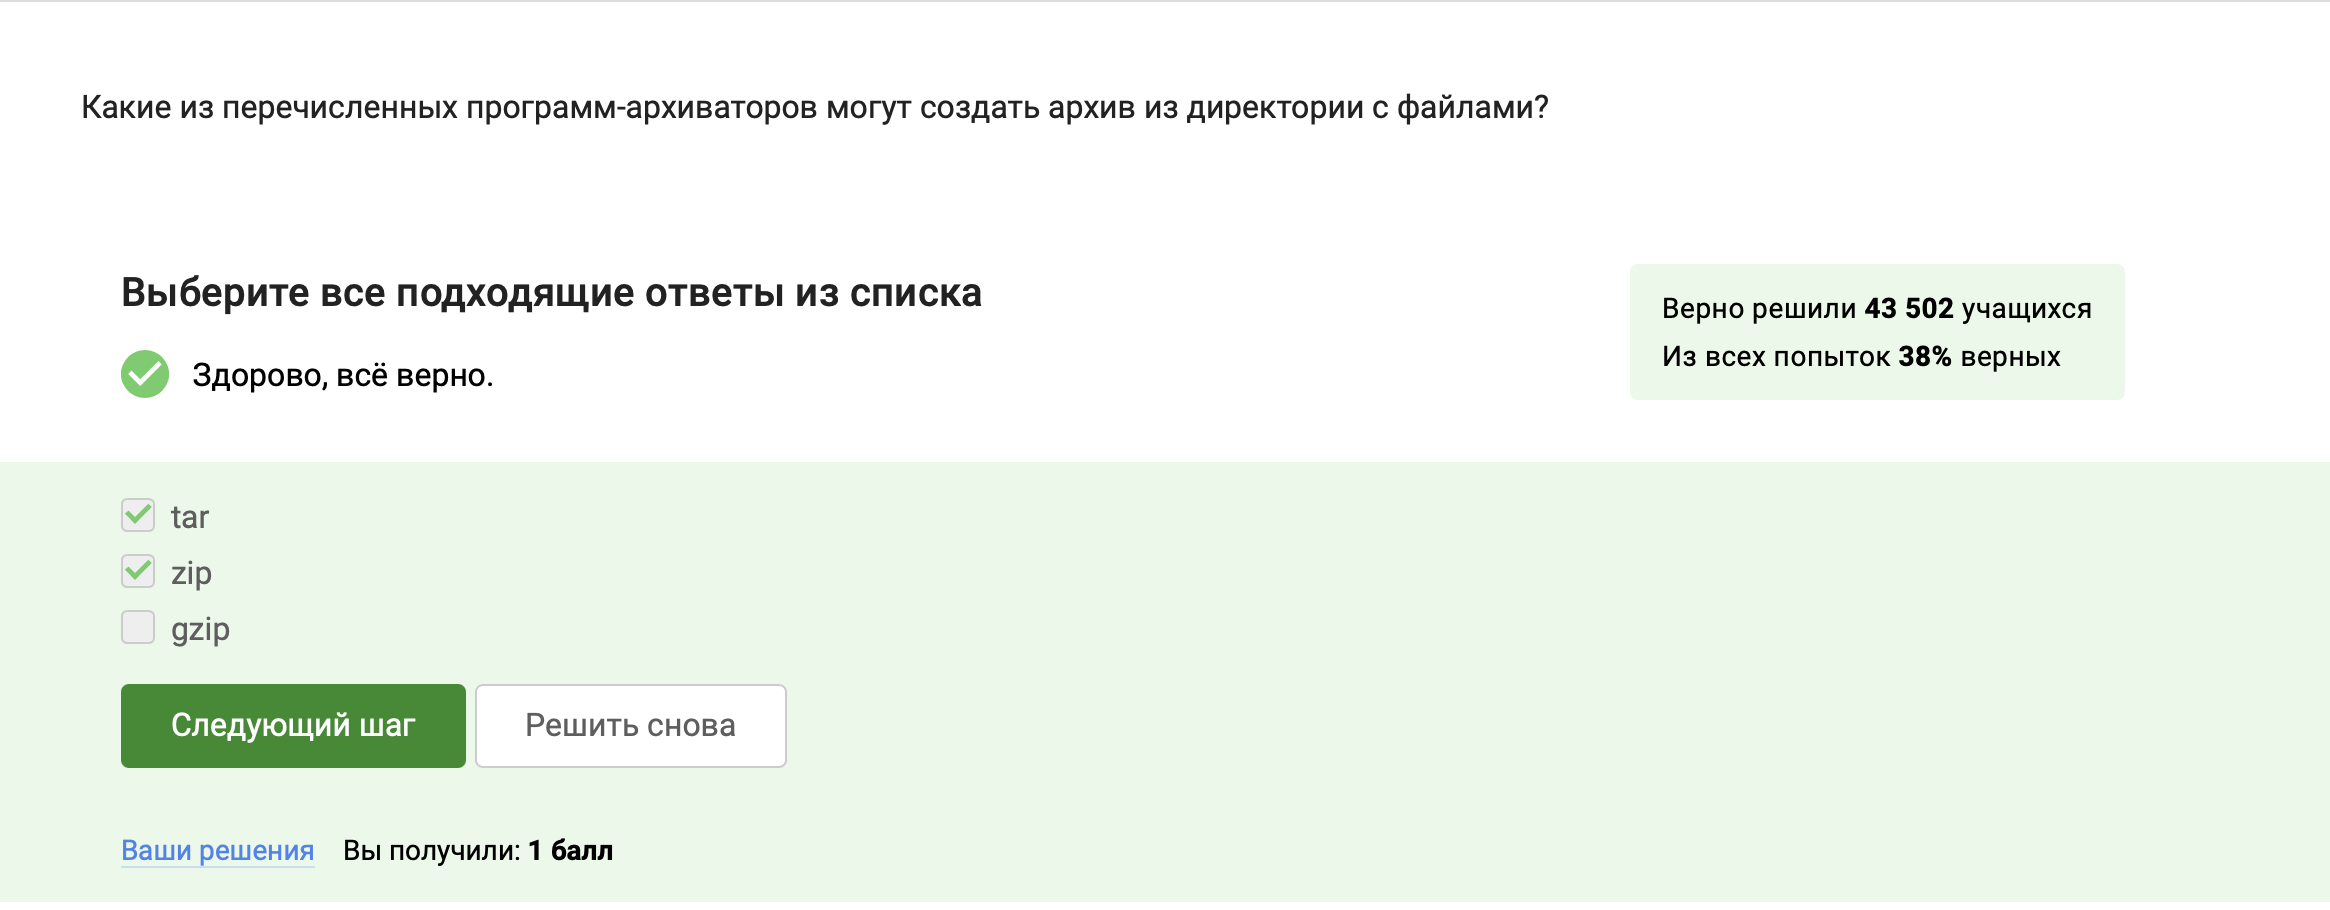 Какие из перечисленных программ-архиваторов могут создать архив из директории с файлами?
Выберите все подходящие ответы из списка
Здорово, всё верно.
Верно решили 43 502 учащихся
Из всех попыток 38% верных
tar
zip
gzip
Следующий шаг
Решить снова
Ваши решения Вы получили: 1 балл